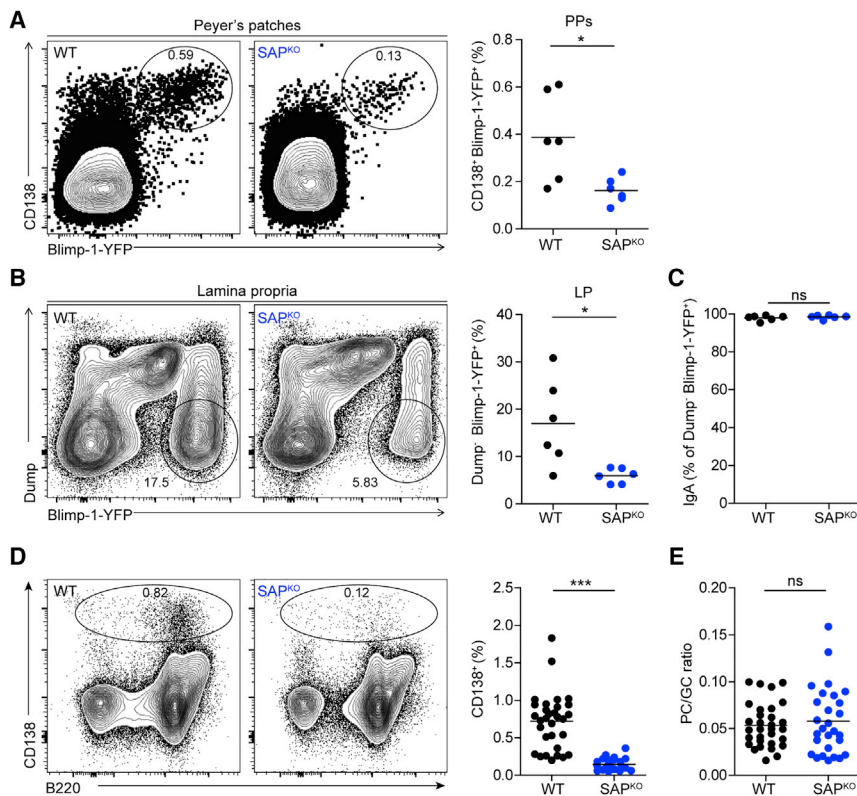 A
Peyer's patches
WT
0.59
SAPKO
0.13
CD138
Blimp-1-YFP
PPs
*
CD138+ Blimp-1-YFP+ (%)
0.8
0.6
0.4
0.2
0.0
WT
SAPKO
B
Lamina propria
WT
17.5
SAPKO
5.83
Dump
Blimp-1-YFP
LP
*
Dump- Blimp-1-YFP+ (%)
40
30
20
10
0
WT
SAPKO
C
ns
IgA (% of Dump- Blimp-1-YFP+)
100
80
60
40
20
0
WT
SAPKO
D
WT
0.82
SAPKO
0.12
CD138
B220
***
CD138+ (%)
2.5
2.0
1.5
1.0
0.5
0.0
WT
SAPKO
E
ns
PC/GC ratio
0.20
0.15
0.10
0.05
0.00
WT
SAPKO